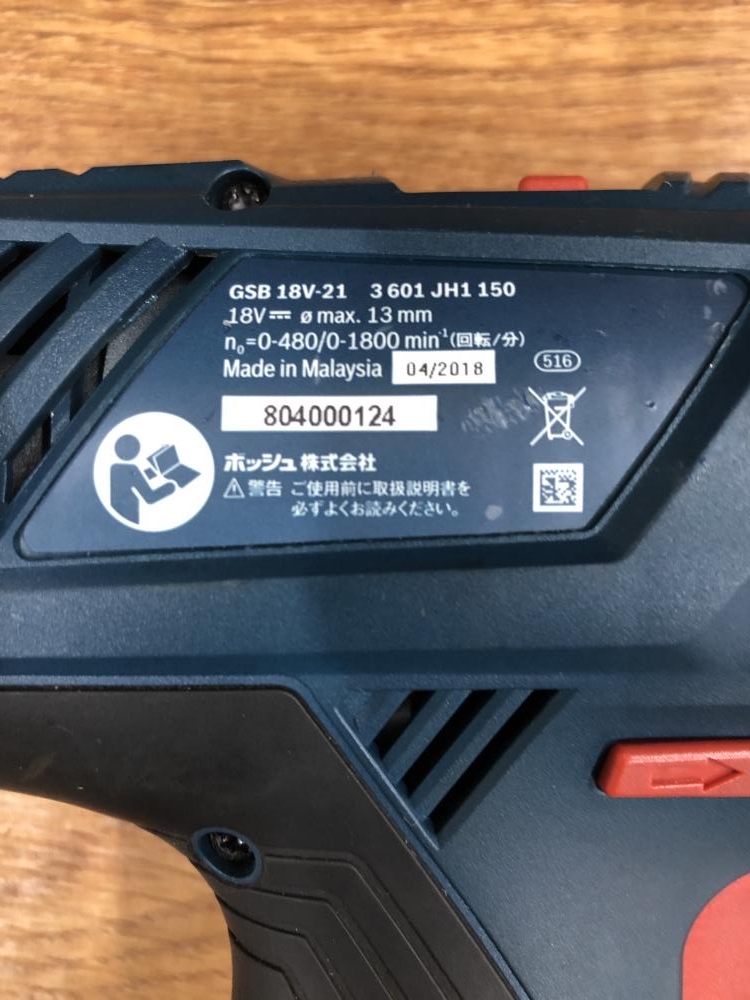 GSB 18V-21 3 601 JH1 150
18V⎓ ø max. 13 mm
n₀=0-480/0-1800 min⁻¹(回転/分)
Made in Malaysia 04/2018 516
804000124
ボッシュ株式会社
⚠警告 ご使用前に取扱説明書を
必ずよくお読みください。